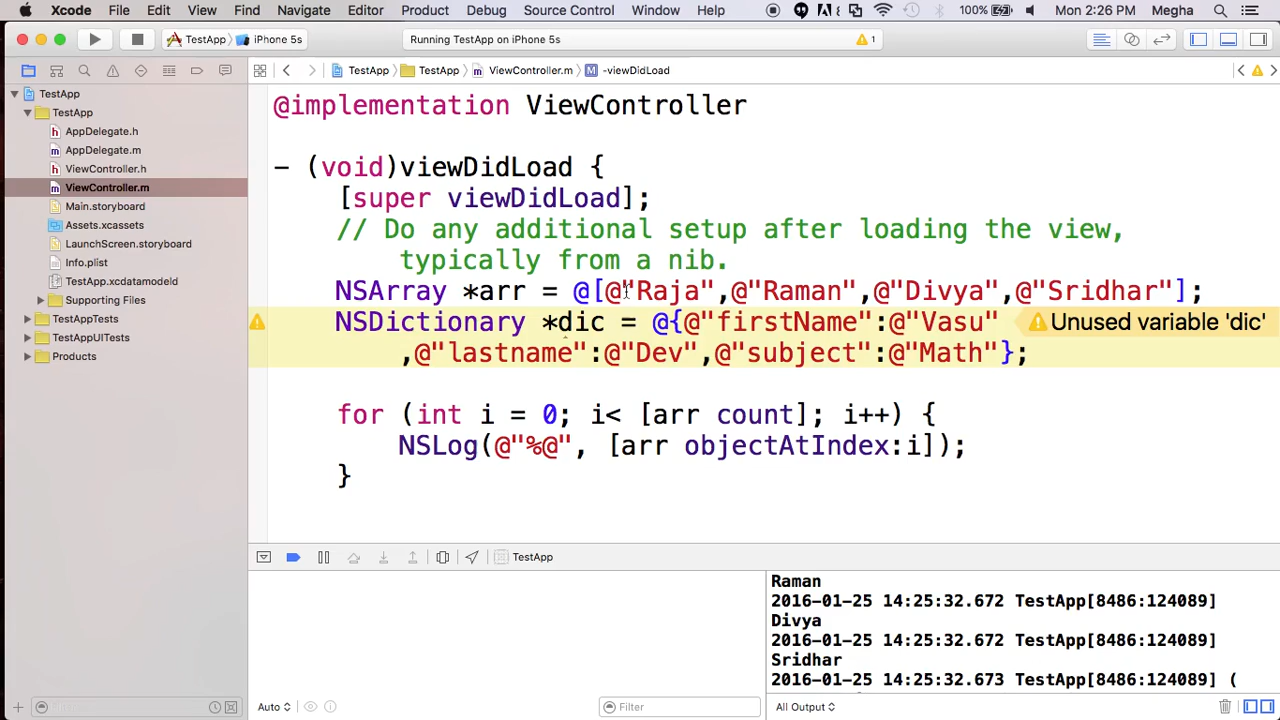 Xcode File Edit View Find Navigate Editor Product Debug Source Control Window Help 100% Mon 2:26 PM Megha
TestApp iPhone 5s Running TestApp on iPhone 5s 1
TestApp TestApp ViewController.m -viewDidLoad
TestApp
TestApp
AppDelegate.h
AppDelegate.m
ViewController.h
ViewController.m
Main.storyboard
Assets.xcassets
LaunchScreen.storyboard
Info.plist
TestApp.xcdatamodeld
Supporting Files
TestAppTests
TestAppUITests
Products
@implementation ViewController
- (void)viewDidLoad {
[super viewDidLoad];
// Do any additional setup after loading the view,
typically from a nib.
NSArray *arr = @[@"Raja",@"Raman",@"Divya",@"Sridhar"];
NSDictionary *dic = @{@"firstName":@"Vasu" Unused variable 'dic'
,@"lastname":@"Dev",@"subject":@"Math"};
for (int i = 0; i< [arr count]; i++) {
NSLog(@"%@", [arr objectAtIndex:i]);
}
TestApp
Raman
2016-01-25 14:25:32.672 TestApp[8486:124089]
Divya
2016-01-25 14:25:32.672 TestApp[8486:124089]
Sridhar
2016-01-25 14:25:32.673 TestApp[8486:124089] (
Auto Filter All Output